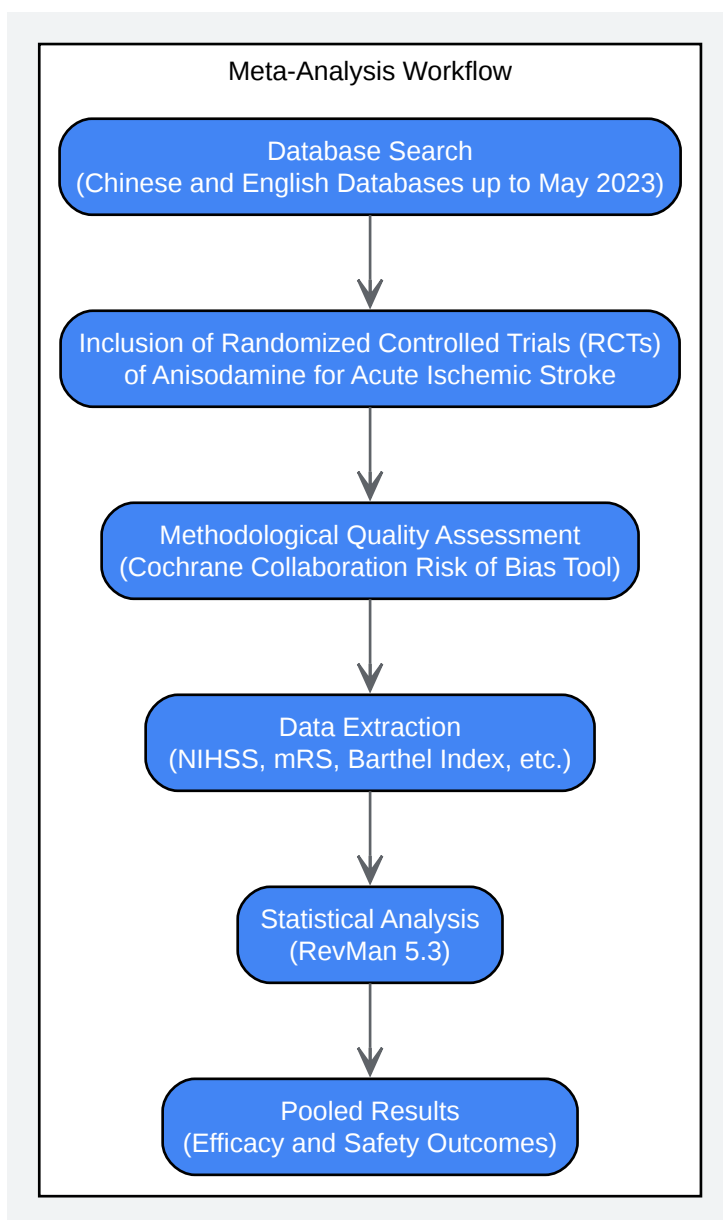 Meta-Analysis Workflow
Database Search
(Chinese and English Databases up to May 2023)
Inclusion of Randomized Controlled Trials (RCTs)
of Anisodamine for Acute Ischemic Stroke
Methodological Quality Assessment
(Cochrane Collaboration Risk of Bias Tool)
Data Extraction
(NIHSS, mRS, Barthel Index, etc.)
Statistical Analysis
(RevMan 5.3)
Pooled Results
(Efficacy and Safety Outcomes)